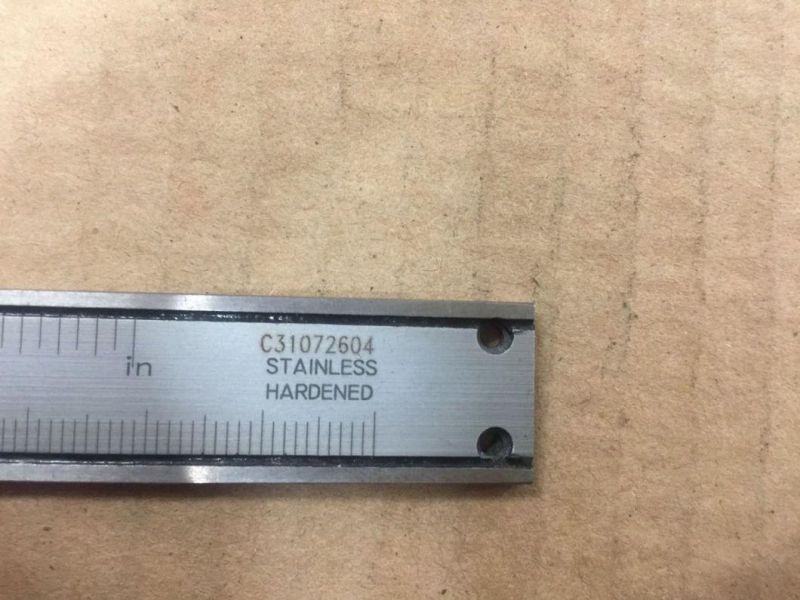 C31072604
in
STAINLESS
HARDENED